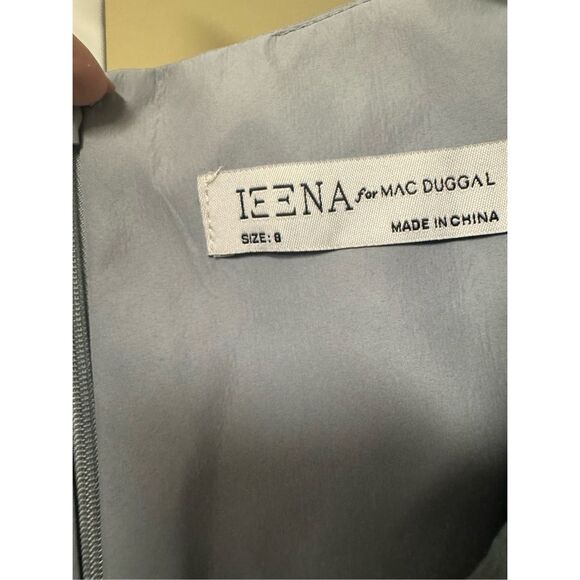 IEENA for MAC DUGGAL
SIZE: 8
MADE IN CHINA